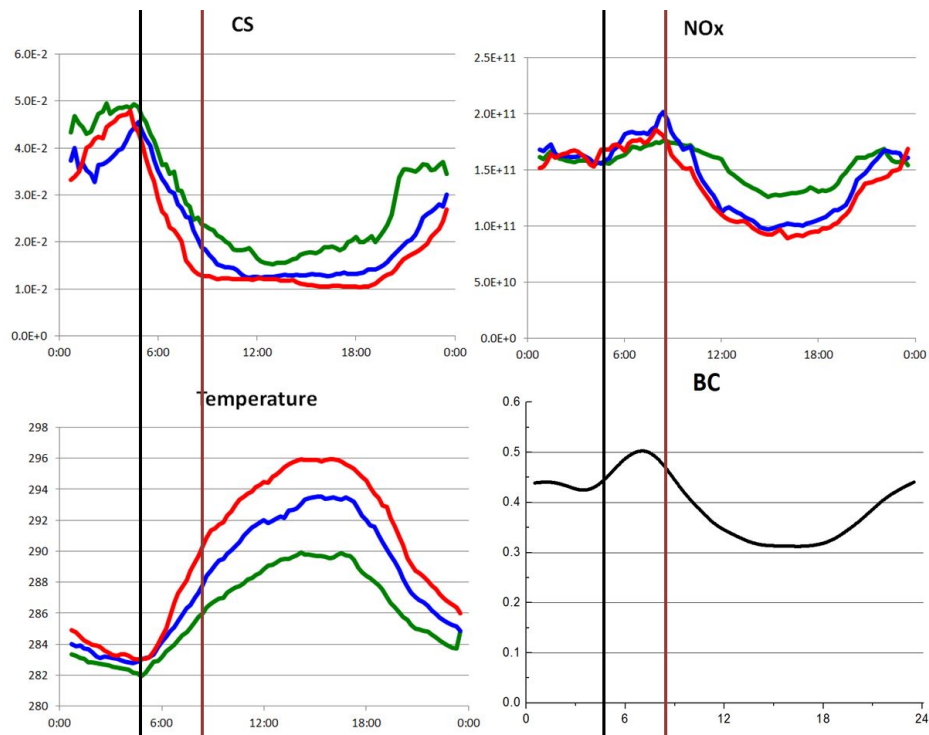 CS
6.0E-2
5.0E-2
4.0E-2
3.0E-2
2.0E-2
1.0E-2
0.0E+0
0:00 6:00 12:00 18:00 0:00
NOx
2.5E+11
2.0E+11
1.5E+11
1.0E+11
5.0E+10
0.0E+0
0:00 6:00 12:00 18:00 0:00
Temperature
298
296
294
292
290
288
286
284
282
280
0:00 6:00 12:00 18:00 0:00
BC
0.6
0.5
0.4
0.3
0.2
0.1
0.0
0 6 12 18 24